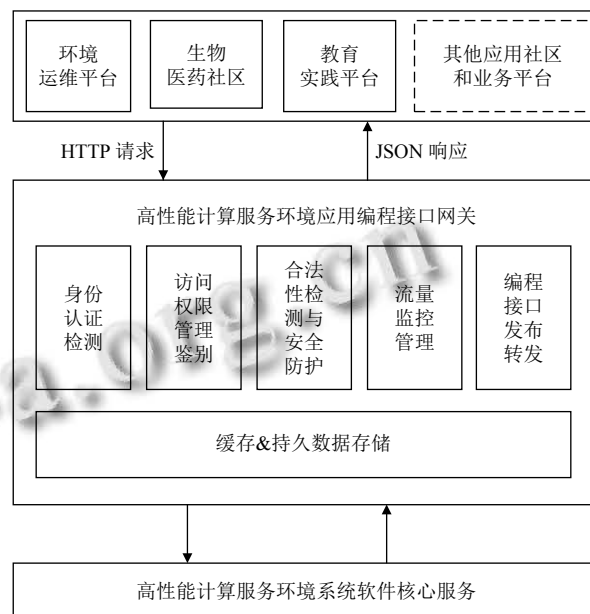 环境
运维平台
生物
医药社区
教育
实践平台
其他应用社区
和业务平台
HTTP 请求
JSON 响应
高性能计算服务环境应用编程接口网关
身份
认证
检测
访问
权限
管理
鉴别
合法
性检
测与
安全
防护
流量
监控
管理
编程
接口
发布
转发
缓存&持久数据存储
高性能计算服务环境系统软件核心服务
a.org.cn